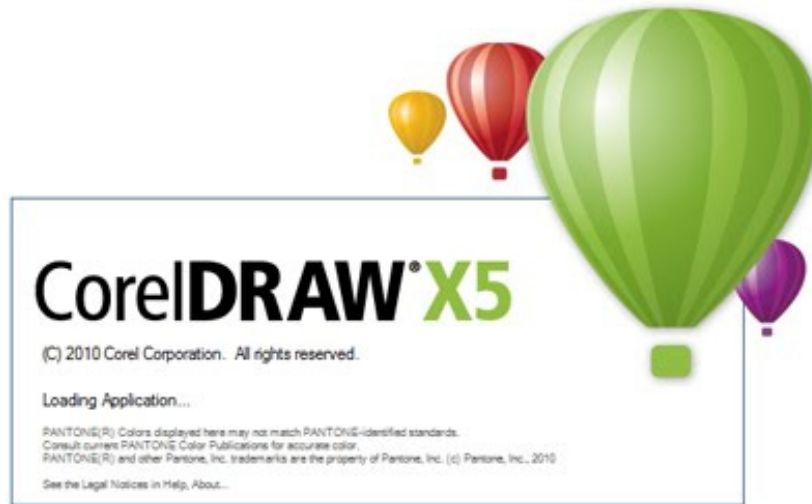 CorelDRAW® X5
(C) 2010 Corel Corporation. All rights reserved.
Loading Application...
PANTONE(R) Colors displayed here may not match PANTONE-identified standards.
Consult current PANTONE Color Publications for accurate color.
PANTONE(R) and other Pantone, Inc. trademarks are the property of Pantone, Inc. (c) Pantone, Inc., 2010
See the Legal Notices in Help, About...